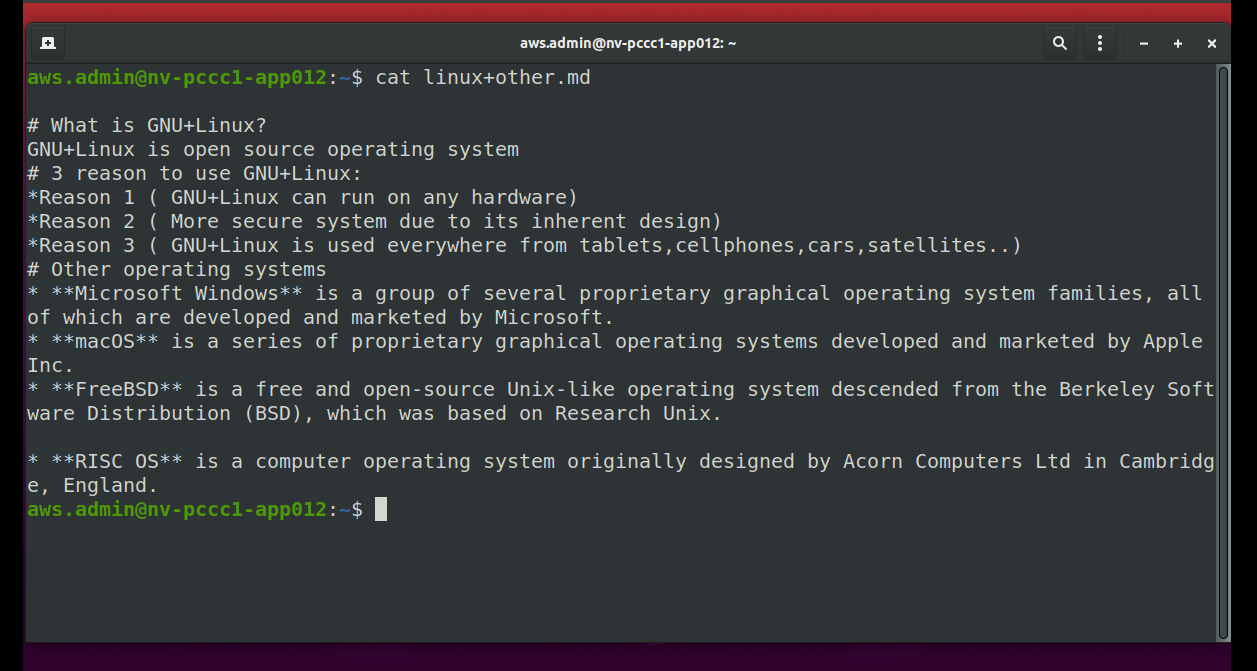 aws.admin@nv-pccc1-app012: ~
aws.admin@nv-pccc1-app012:~$ cat linux+other.md
# What is GNU+Linux?
GNU+Linux is open source operating system
# 3 reason to use GNU+Linux:
*Reason 1 ( GNU+Linux can run on any hardware)
*Reason 2 ( More secure system due to its inherent design)
*Reason 3 ( GNU+Linux is used everywhere from tablets,cellphones,cars,satellites..)
# Other operating systems
* **Microsoft Windows** is a group of several proprietary graphical operating system families, all
of which are developed and marketed by Microsoft.
* **macOS** is a series of proprietary graphical operating systems developed and marketed by Apple
Inc.
* **FreeBSD** is a free and open-source Unix-like operating system descended from the Berkeley Soft
ware Distribution (BSD), which was based on Research Unix.
* **RISC OS** is a computer operating system originally designed by Acorn Computers Ltd in Cambridg
e, England.
aws.admin@nv-pccc1-app012:~$